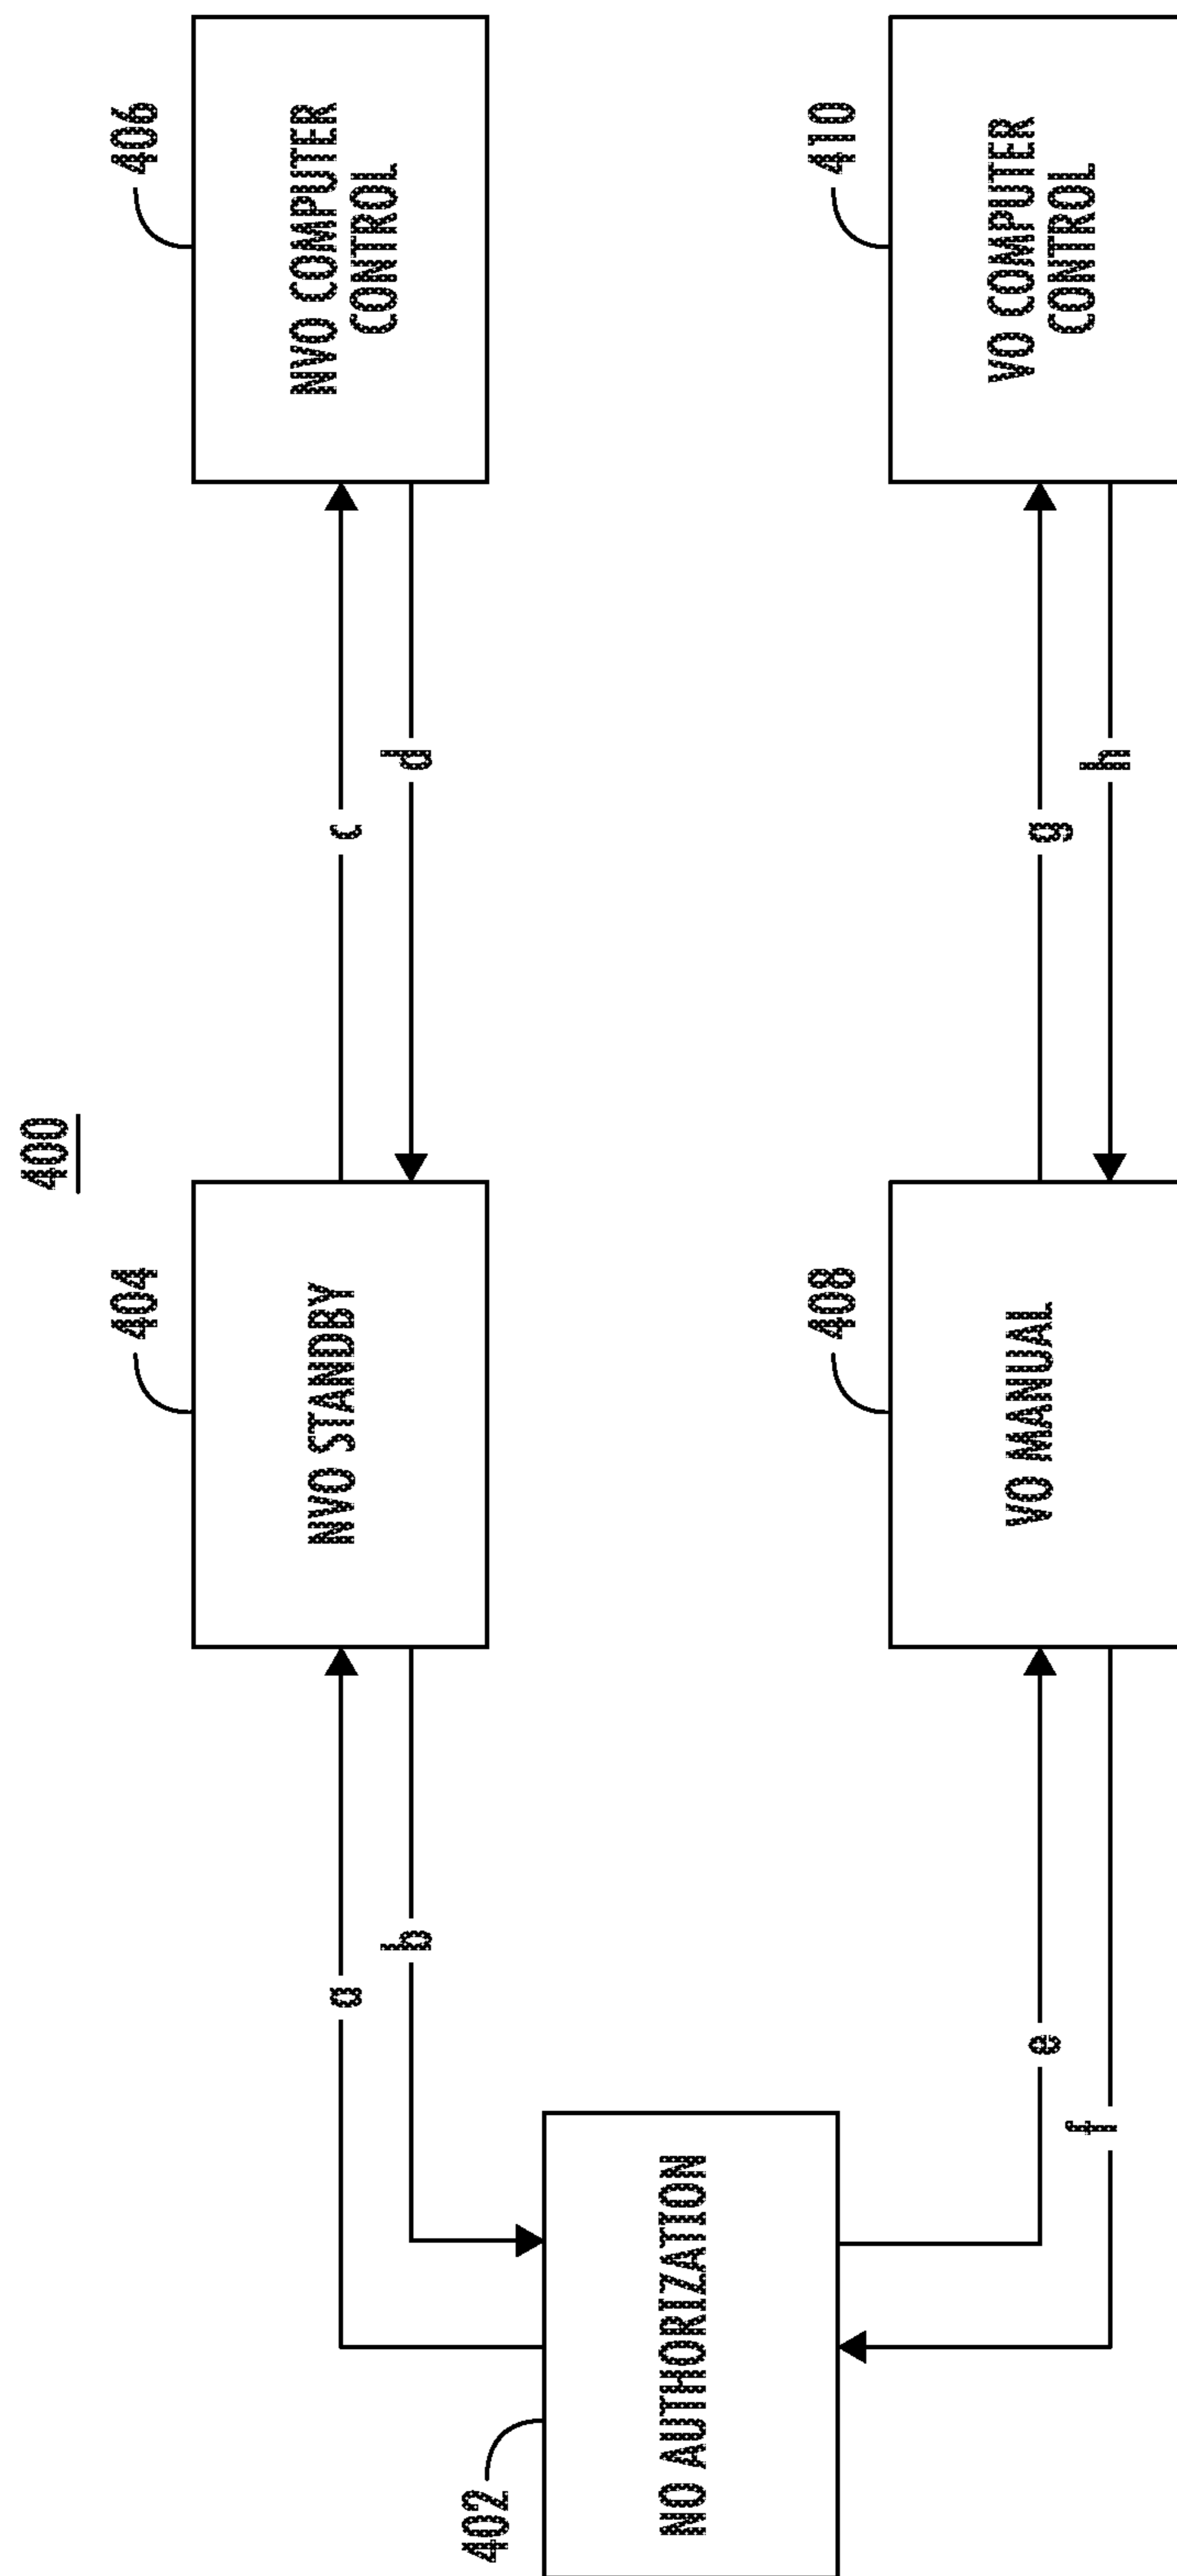 400
402
NO AUTHORIZATION
a
b
e
f
404
NVO STANDBY
408
VO MANUAL
c
d
g
h
406
NVO COMPUTER
CONTROL
410
VO COMPUTER
CONTROL